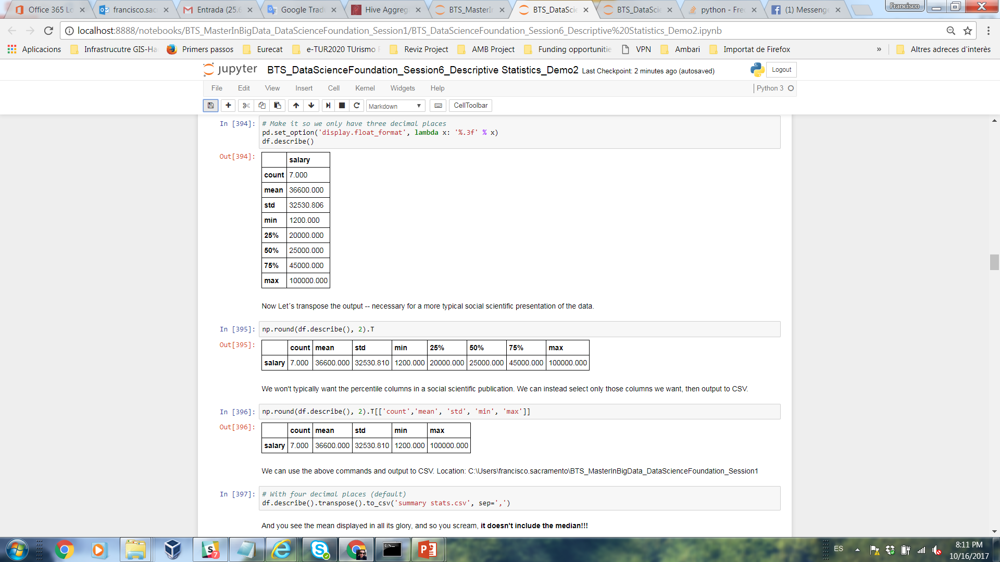 Office 365 Lo
francisco.sac
Entrada (25.6
Google Trad
Hive Aggreg
BTS_MasterI
BTS_DataScie
BTS_DataScie
python - Fre
(1) Messenge
Francisco
localhost:8888/notebooks/BTS_MasterInBigData_DataScienceFoundation_Session1/BTS_DataScienceFoundation_Session6_Descriptive%20Statistics_Demo2.ipynb
Aplicacions
Infrastrucutre GIS-Ha
Primers passos
Eurecat
e-TUR2020 TUrismo F
Reviz Project
AMB Project
Funding opportunitie
VPN
Ambari
Importat de Firefox
»
Altres adreces d'interès
jupyter BTS_DataScienceFoundation_Session6_Descriptive Statistics_Demo2 Last Checkpoint: 2 minutes ago (autosaved)
Logout
File Edit View Insert Cell Kernel Widgets Help
Python 3
Markdown
CellToolbar
In [394]: # Make it so we only have three decimal places
pd.set_option('display.float_format', lambda x: '%.3f' % x)
df.describe()
Out[394]:
salary
count 7.000
mean 36600.000
std 32530.806
min 1200.000
25% 20000.000
50% 25000.000
75% 45000.000
max 100000.000
Now Let´s transpose the output -- necessary for a more typical social scientific presentation of the data.
In [395]: np.round(df.describe(), 2).T
Out[395]:
count mean std min 25% 50% 75% max
salary 7.000 36600.000 32530.810 1200.000 20000.000 25000.000 45000.000 100000.000
We won't typically want the percentile columns in a social scientific publication. We can instead select only those columns we want, then output to CSV.
In [396]: np.round(df.describe(), 2).T[['count','mean', 'std', 'min', 'max']]
Out[396]:
count mean std min max
salary 7.000 36600.000 32530.810 1200.000 100000.000
We can use the above commands and output to CSV. Location: C:\Users\francisco.sacramento\BTS_MasterInBigData_DataScienceFoundation_Session1
In [397]: # With four decimal places (default)
df.describe().transpose().to_csv('summary stats.csv', sep=',')
And you see the mean displayed in all its glory, and so you scream, it doesn't include the median!!!
7
ES
8:11 PM
10/16/2017